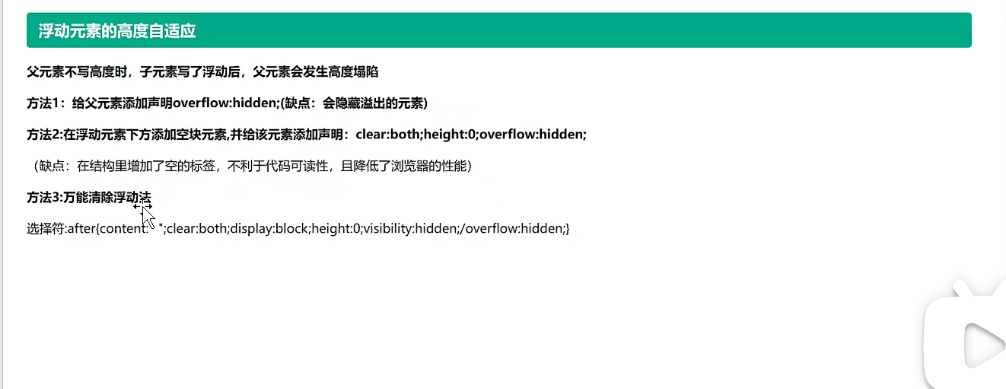 浮动元素的高度自适应
父元素不写高度时，子元素写了浮动后，父元素会发生高度塌陷
方法1：给父元素添加声明overflow:hidden;(缺点：会隐藏溢出的元素)
方法2:在浮动元素下方添加空块元素,并给该元素添加声明：clear:both;height:0;overflow:hidden;
（缺点：在结构里增加了空的标签，不利于代码可读性，且降低了浏览器的性能）
方法3:万能清除浮动法
选择符:after{content:" ";clear:both;display:block;height:0;visibility:hidden;/overflow:hidden;}